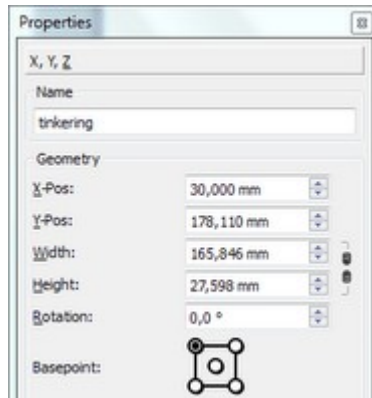 Properties
X, Y, Z
Name
tinkering
Geometry
X-Pos: 30,000 mm
Y-Pos: 178,110 mm
Width: 165,846 mm
Height: 27,598 mm
Rotation: 0,0 °
Basepoint: